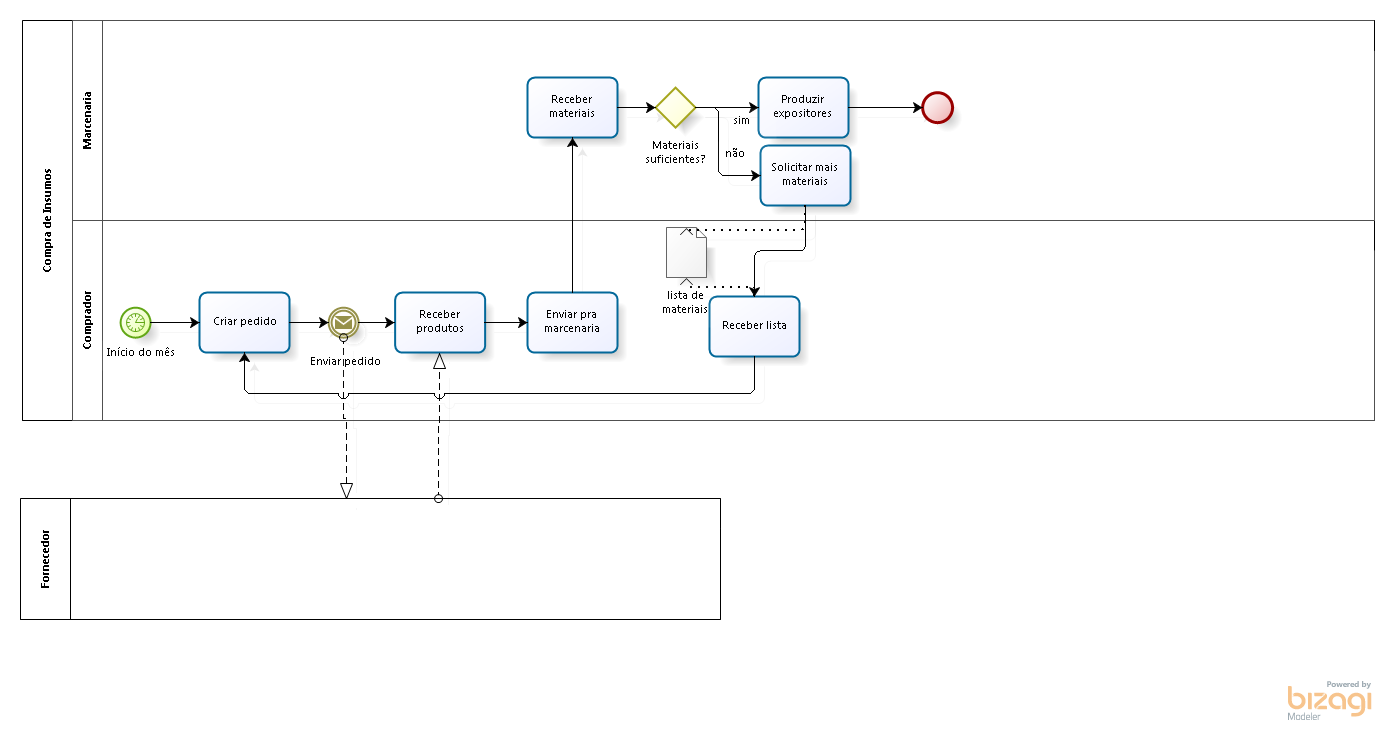 Compra de Insumos
Marcenaria
Receber
materiais
Materiais
suficientes?
sim
não
Produzir
expositores
Solicitar mais
materiais
Comprador
Início do mês
Criar pedido
Enviar pedido
Receber
produtos
Enviar pra
marcenaria
lista de
materiais
Receber lista
Fornecedor
Powered by
bizagi
Modeler